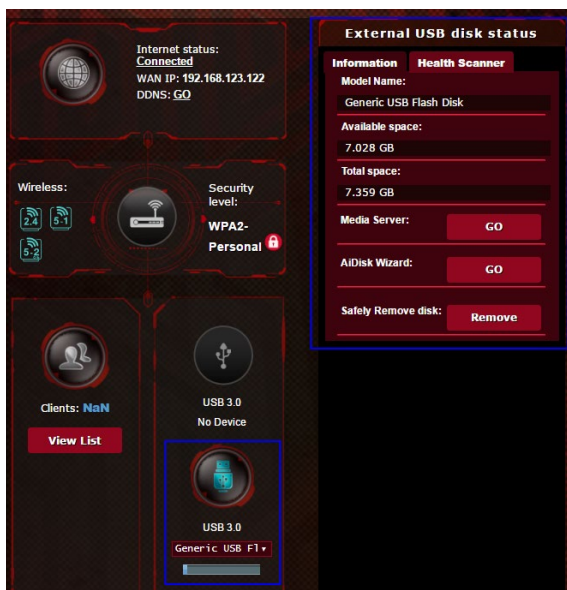 Internet status:
Connected
WAN IP: 192.168.123.122
DDNS: GO
Wireless:
2.4
5-1
5-2
Security
level:
WPA2-
Personal
Clients: NaN
View List
USB 3.0
No Device
USB 3.0
Generic USB Fl
External USB disk status
Information
Health Scanner
Model Name:
Generic USB Flash Disk
Available space:
7.028 GB
Total space:
7.359 GB
Media Server:
GO
AiDisk Wizard:
GO
Safely Remove disk:
Remove